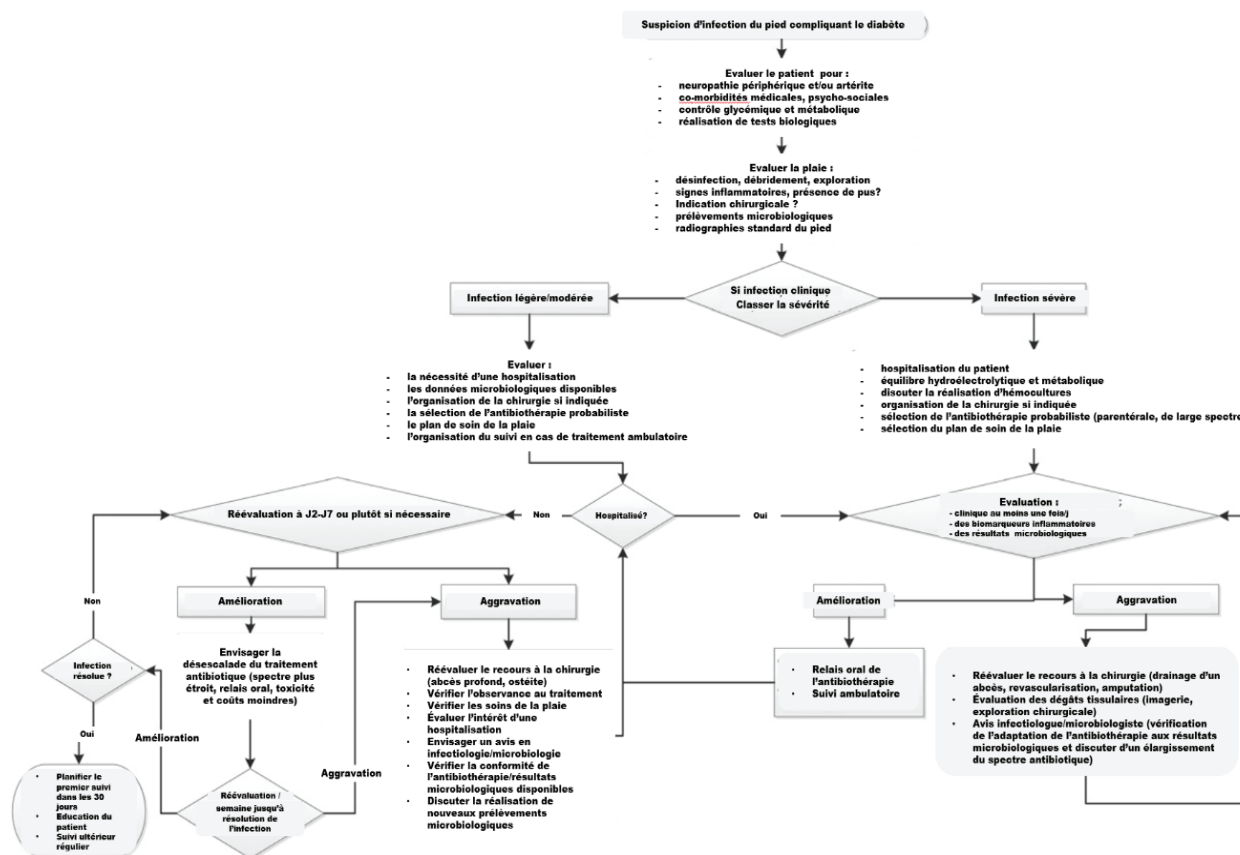 Suspicion d'infection du pied compliquant le diabète
Evaluer le patient pour :
- neuropathie périphérique et/ou artérite
- co-morbidités médicales, psycho-sociales
- contrôle glycémique et métabolique
- réalisation de tests biologiques
Evaluer la plaie :
- désinfection, débridement, exploration
- signes inflammatoires, présence de pus?
- Indication chirurgicale ?
- prélèvements microbiologiques
- radiographies standard du pied
Si infection clinique
Classer la sévérité
Infection légère/modérée
Infection sévère
Evaluer :
- la nécessité d'une hospitalisation
- les données microbiologiques disponibles
- l'organisation de la chirurgie si indiquée
- la sélection de l'antibiothérapie probabiliste
- le plan de soin de la plaie
- l'organisation du suivi en cas de traitement ambulatoire
- hospitalisation du patient
- équilibre hydroélectrolytique et métabolique
- discuter la réalisation d'hémocultures
- organisation de la chirurgie si indiquée
- sélection de l'antibiothérapie probabiliste (parentérale, de large spectre
- sélection du plan de soin de la plaie
Réévaluation à J2-J7 ou plutôt si nécessaire
Non
Hospitalisé?
Oui
Evaluation :
- clinique au moins une fois/j
- des biomarqueurs inflammatoires
- des résultats microbiologiques
Non
Amélioration
Aggravation
Amélioration
Aggravation
Infection
résolue ?
Envisager la
désescalade du traitement
antibiotique (spectre plus
étroit, relais oral, toxicité
et coûts moindres)
· Réévaluer le recours à la chirurgie
(abcès profond, ostéite)
· Vérifier l'observance au traitement
· Vérifier les soins de la plaie
· Évaluer l'intérêt d'une
hospitalisation
· Envisager un avis en
infectiologie/microbiologie
· Vérifier la conformité de
l'antibiothérapie/résultats
microbiologiques disponibles
· Discuter la réalisation de
nouveaux prélèvements
microbiologiques
· Relais oral de
l'antibiothérapie
· Suivi ambulatoire
· Réévaluer le recours à la chirurgie (drainage d'un
abcès, revascularisation, amputation)
· Évaluation des dégâts tissulaires (imagerie,
exploration chirurgicale)
· Avis infectiologue/microbiologiste (vérification
de l'adaptation de l'antibiothérapie aux résultats
microbiologiques et discuter d'un élargissement
du spectre antibiotique)
Oui
Amélioration
Aggravation
· Planifier le
premier suivi
dans les 30
jours
· Education du
patient
· Suivi ultérieur
régulier
Réévaluation /
semaine jusqu'à
résolution de
l'infection